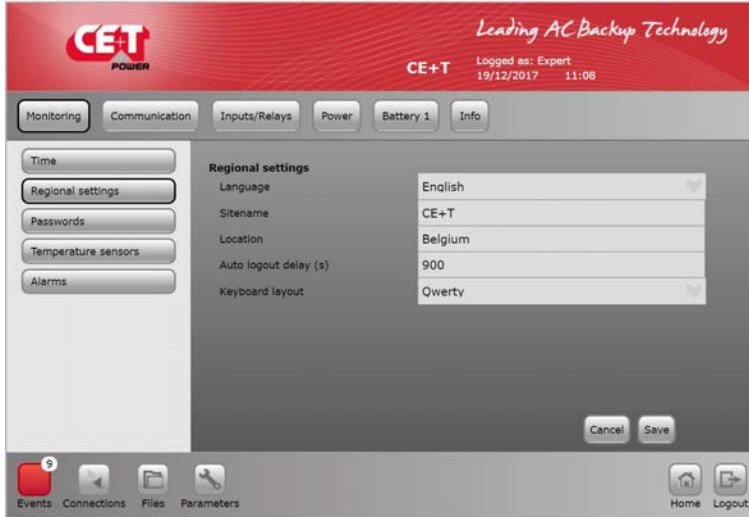 CE+T
POWER
Leading AC Backup Technology
CE+T
Logged as: Expert
19/12/2017 11:08
Monitoring Communication Inputs/Relays Power Battery 1 Info
Time
Regional settings
Passwords
Temperature sensors
Alarms
Regional settings
Language English
Sitename CE+T
Location Belgium
Auto logout delay (s) 900
Keyboard layout Qwerty
Cancel Save
9
Events Connections Files Parameters Home Logout